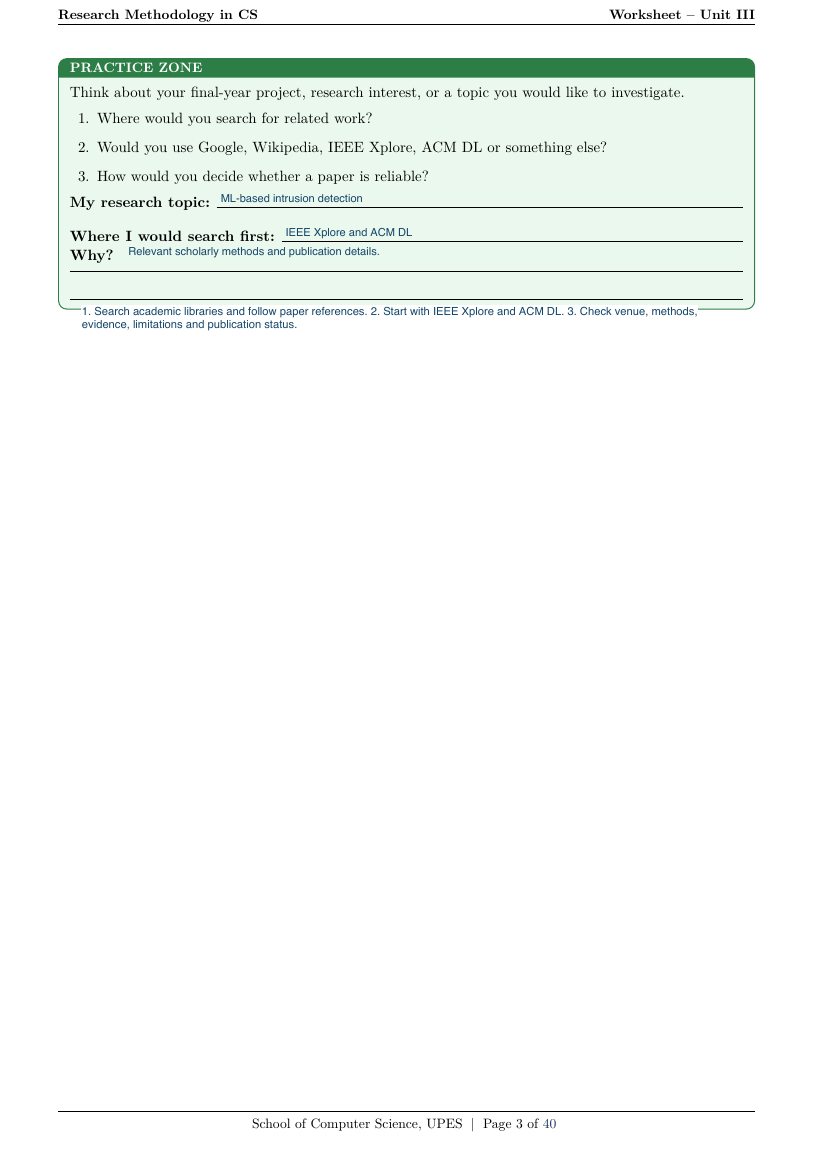 Research Methodology in CS Worksheet – Unit III
PRACTICE ZONE
Think about your final-year project, research interest, or a topic you would like to investigate.
1. Where would you search for related work?
2. Would you use Google, Wikipedia, IEEE Xplore, ACM DL or something else?
3. How would you decide whether a paper is reliable?
My research topic: ML-based intrusion detection
Where I would search first: IEEE Xplore and ACM DL
Why? Relevant scholarly methods and publication details.
1. Search academic libraries and follow paper references. 2. Start with IEEE Xplore and ACM DL. 3. Check venue, methods,
evidence, limitations and publication status.
School of Computer Science, UPES | Page 3 of 40